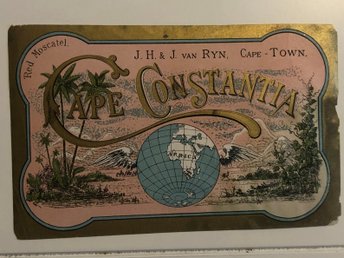 Red Moscatel.
J. H. & J. VAN RYN, CAPE-TOWN.
CAPE CONSTANTIA
AFRICA